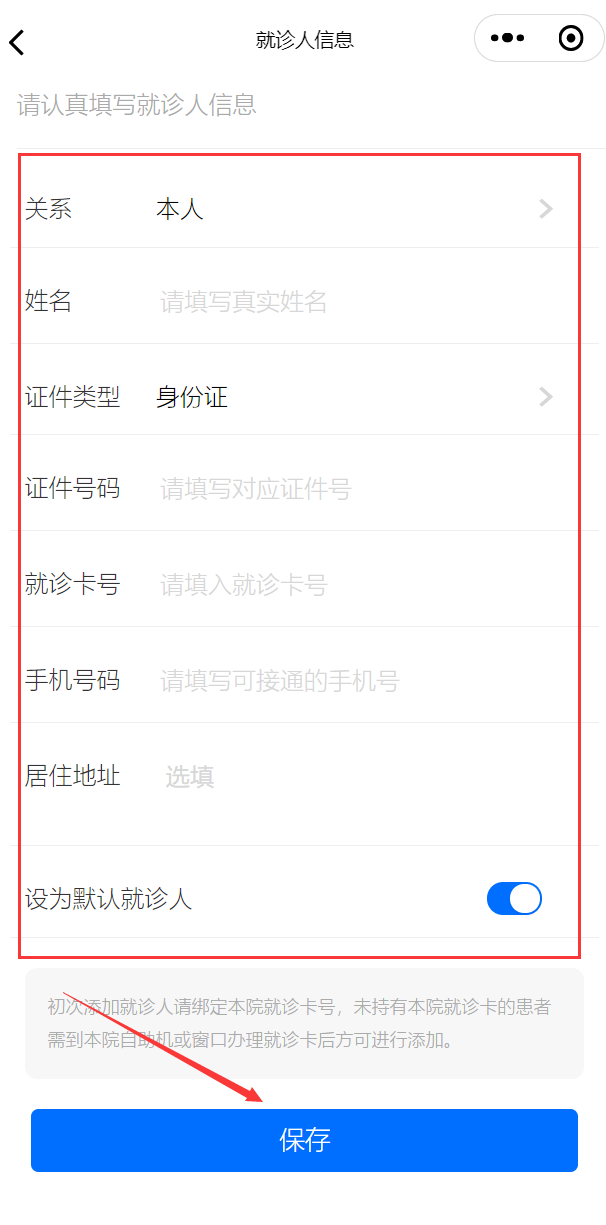 就诊人信息
请认真填写就诊人信息
关系 本人
姓名 请填写真实姓名
证件类型 身份证
证件号码 请填写对应证件号
就诊卡号 请填入就诊卡号
手机号码 请填写可接通的手机号
居住地址 选填
设为默认就诊人
初次添加就诊人请绑定本院就诊卡号，未持有本院就诊卡的患者
需到本院自助机或窗口办理就诊卡后方可进行添加。
保存